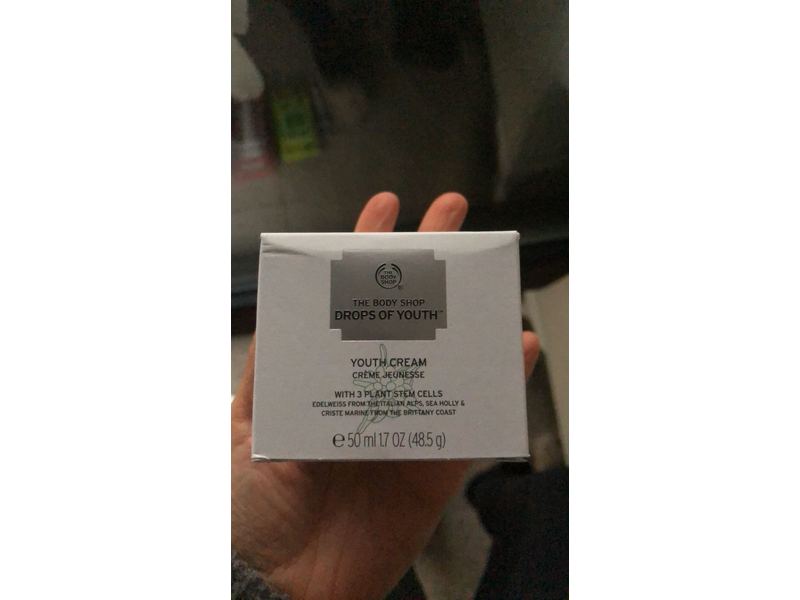 THE
BODY
SHOP
THE BODY SHOP
DROPS OF YOUTH™
YOUTH CREAM
CRÈME JEUNESSE
WITH 3 PLANT STEM CELLS
EDELWEISS FROM THE ITALIAN ALPS, SEA HOLLY &
CRISTE MARINE FROM THE BRITTANY COAST
℮ 50 ml 1.7 OZ (48.5 g)